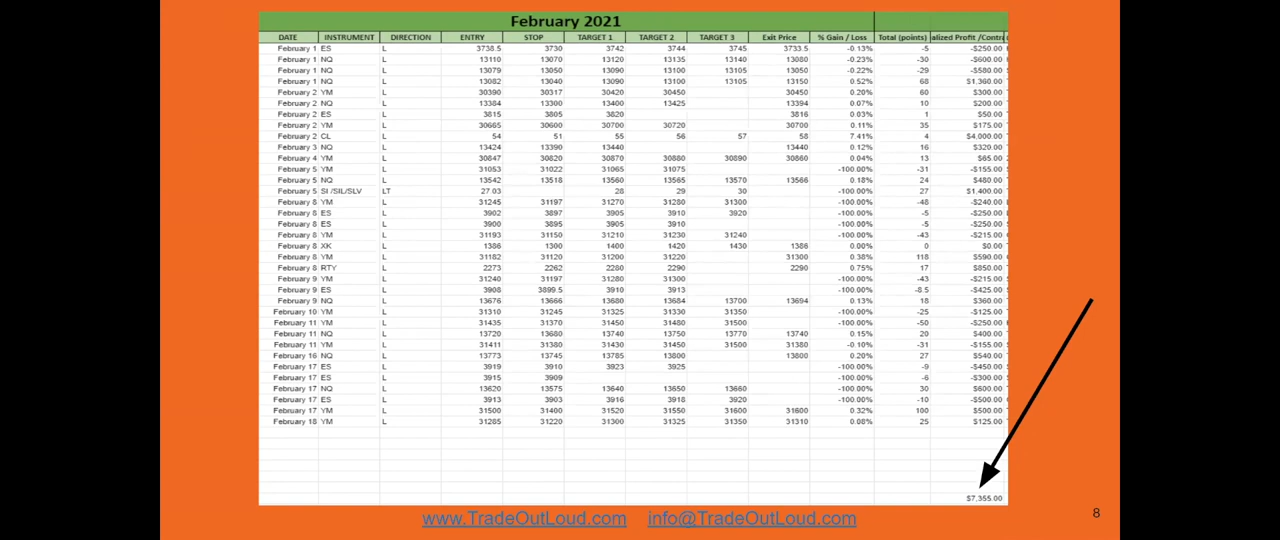 February 2021
DATE INSTRUMENT DIRECTION ENTRY STOP TARGET 1 TARGET 2 TARGET 3 Exit Price % Gain / Loss Total (points) alized Profit /Contra
February 1 ES L 3738.5 3730 3742 3744 3745 3733.5 -0.13% -5 -$250.00
February 1 NQ L 13110 13070 13120 13135 13140 13080 -0.23% -30 -$600.00
February 1 NQ L 13079 13050 13090 13100 13105 13050 -0.22% -29 -$580.00
February 1 NQ L 13082 13040 13090 13100 13105 13150 0.52% 68 $1,360.00
February 2 YM L 30390 30317 30420 30450 30450 0.20% 60 $300.00
February 2 NQ L 13384 13300 13400 13425 13394 0.07% 10 $200.00
February 2 ES L 3815 3805 3820 3816 0.03% 1 $50.00
February 2 YM L 30665 30600 30700 30720 30700 0.11% 35 $175.00
February 2 CL L 54 51 55 56 57 58 7.41% 4 $4,000.00
February 3 NQ L 13424 13390 13440 13440 0.12% 16 $320.00
February 4 YM L 30847 30820 30870 30880 30890 30860 0.04% 13 $65.00
February 5 YM L 31053 31022 31065 31075 -100.00% -31 -$155.00
February 5 NQ L 13542 13518 13560 13565 13570 13566 0.18% 24 $480.00
February 5 SI /SIL/SLV LT 27.03 28 29 30 -100.00% 27 $1,400.00
February 8 YM L 31245 31197 31270 31280 31300 -100.00% -48 -$240.00
February 8 ES L 3902 3897 3905 3910 3920 -100.00% -5 -$250.00
February 8 ES L 3900 3895 3905 3910 -100.00% -5 -$250.00
February 8 YM L 31193 31150 31210 31230 31240 -100.00% -43 -$215.00
February 8 XK L 1386 1300 1400 1420 1430 1386 0.00% 0 $0.00
February 8 YM L 31182 31120 31200 31220 31300 0.38% 118 $590.00
February 8 RTY L 2273 2262 2280 2290 2290 0.75% 17 $850.00
February 9 YM L 31240 31197 31280 31300 -100.00% -43 -$215.00
February 9 ES L 3908 3899.5 3910 3913 -100.00% -8.5 -$425.00
February 9 NQ L 13676 13666 13680 13684 13700 13694 0.13% 18 $360.00
February 10 YM L 31310 31245 31325 31330 31350 -100.00% -25 -$125.00
February 11 YM L 31435 31370 31450 31480 31500 -100.00% -50 -$250.00
February 11 NQ L 13720 13680 13740 13750 13770 13740 0.15% 20 $400.00
February 11 YM L 31411 31380 31430 31450 31500 31380 -0.10% -31 -$155.00
February 16 NQ L 13773 13745 13785 13800 13800 0.20% 27 $540.00
February 17 ES L 3919 3910 3923 3925 -100.00% -9 -$450.00
February 17 ES L 3915 3909 -100.00% -6 -$300.00
February 17 NQ L 13620 13575 13640 13650 13660 -100.00% 30 $600.00
February 17 ES L 3913 3903 3916 3918 3920 -100.00% -10 -$500.00
February 17 YM L 31500 31400 31520 31550 31600 31600 0.32% 100 $500.00
February 18 YM L 31285 31220 31300 31325 31350 31310 0.08% 25 $125.00
$7,355.00
www.TradeOutLoud.com info@TradeOutLoud.com
8